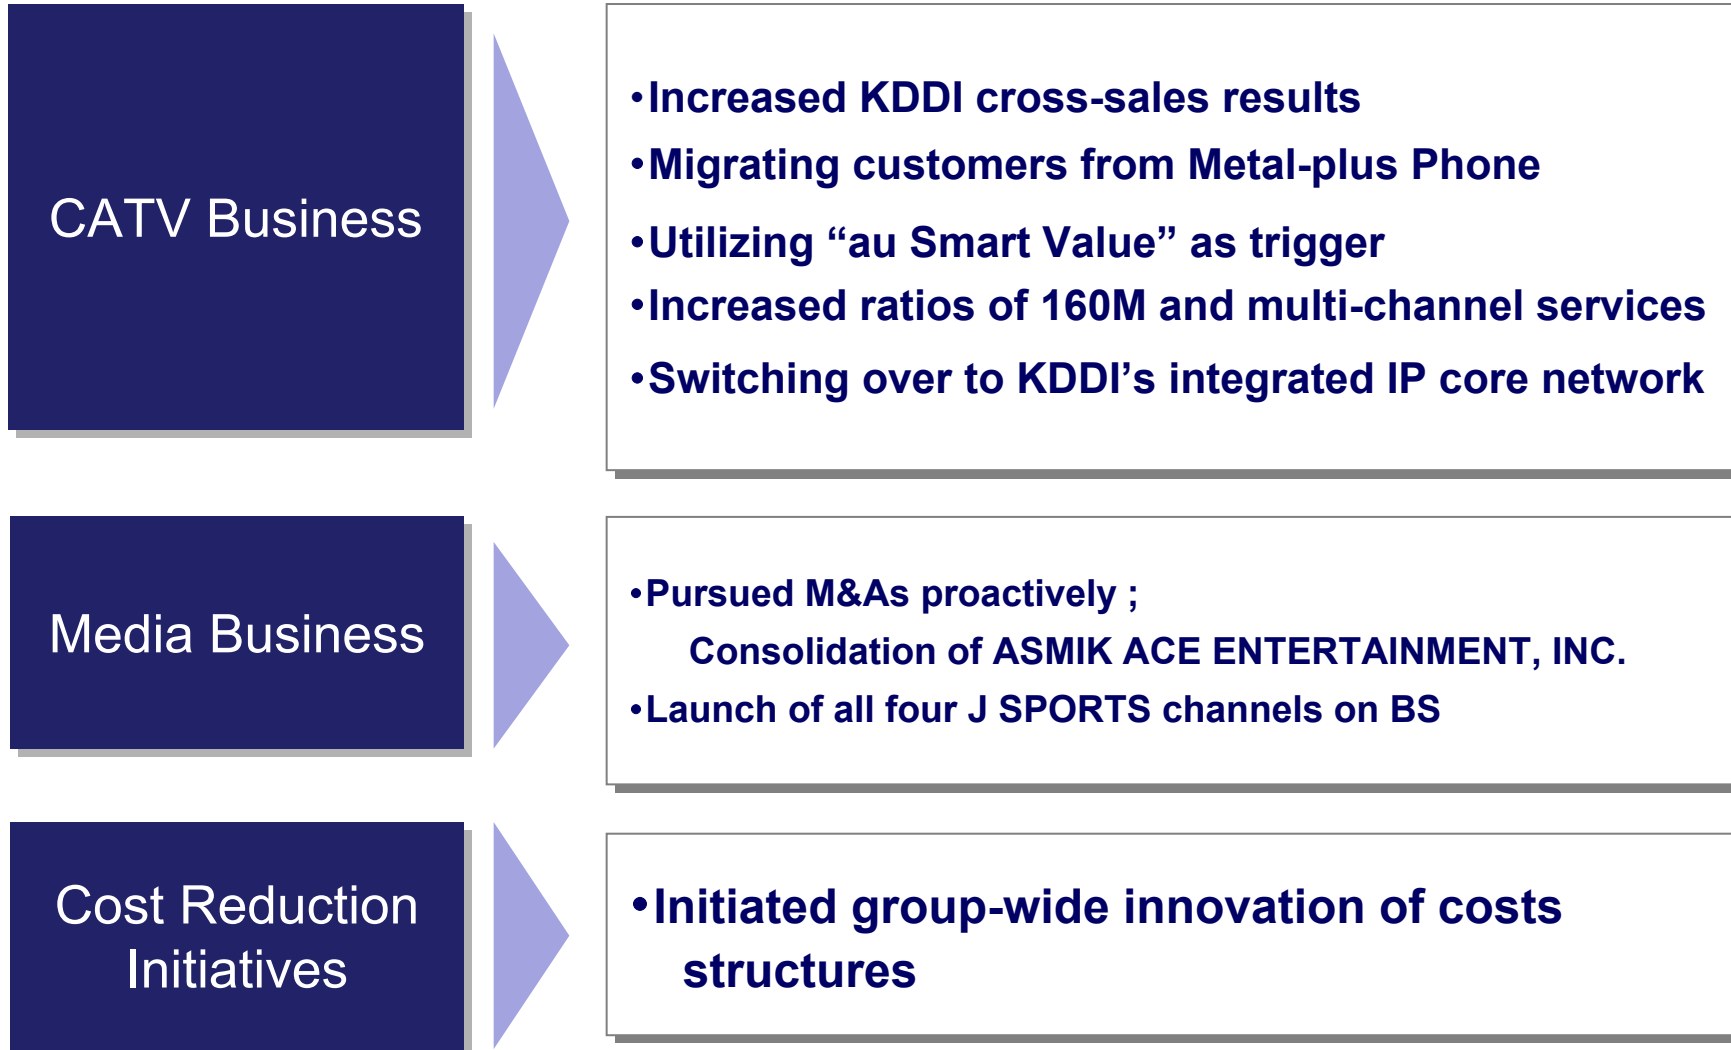 CATV Business
•Increased KDDI cross-sales results
•Migrating customers from Metal-plus Phone
•Utilizing “au Smart Value” as trigger
•Increased ratios of 160M and multi-channel services
•Switching over to KDDI’s integrated IP core network
Media Business
•Pursued M&As proactively ;
Consolidation of ASMIK ACE ENTERTAINMENT, INC.
•Launch of all four J SPORTS channels on BS
Cost Reduction
Initiatives
•Initiated group-wide innovation of costs
structures